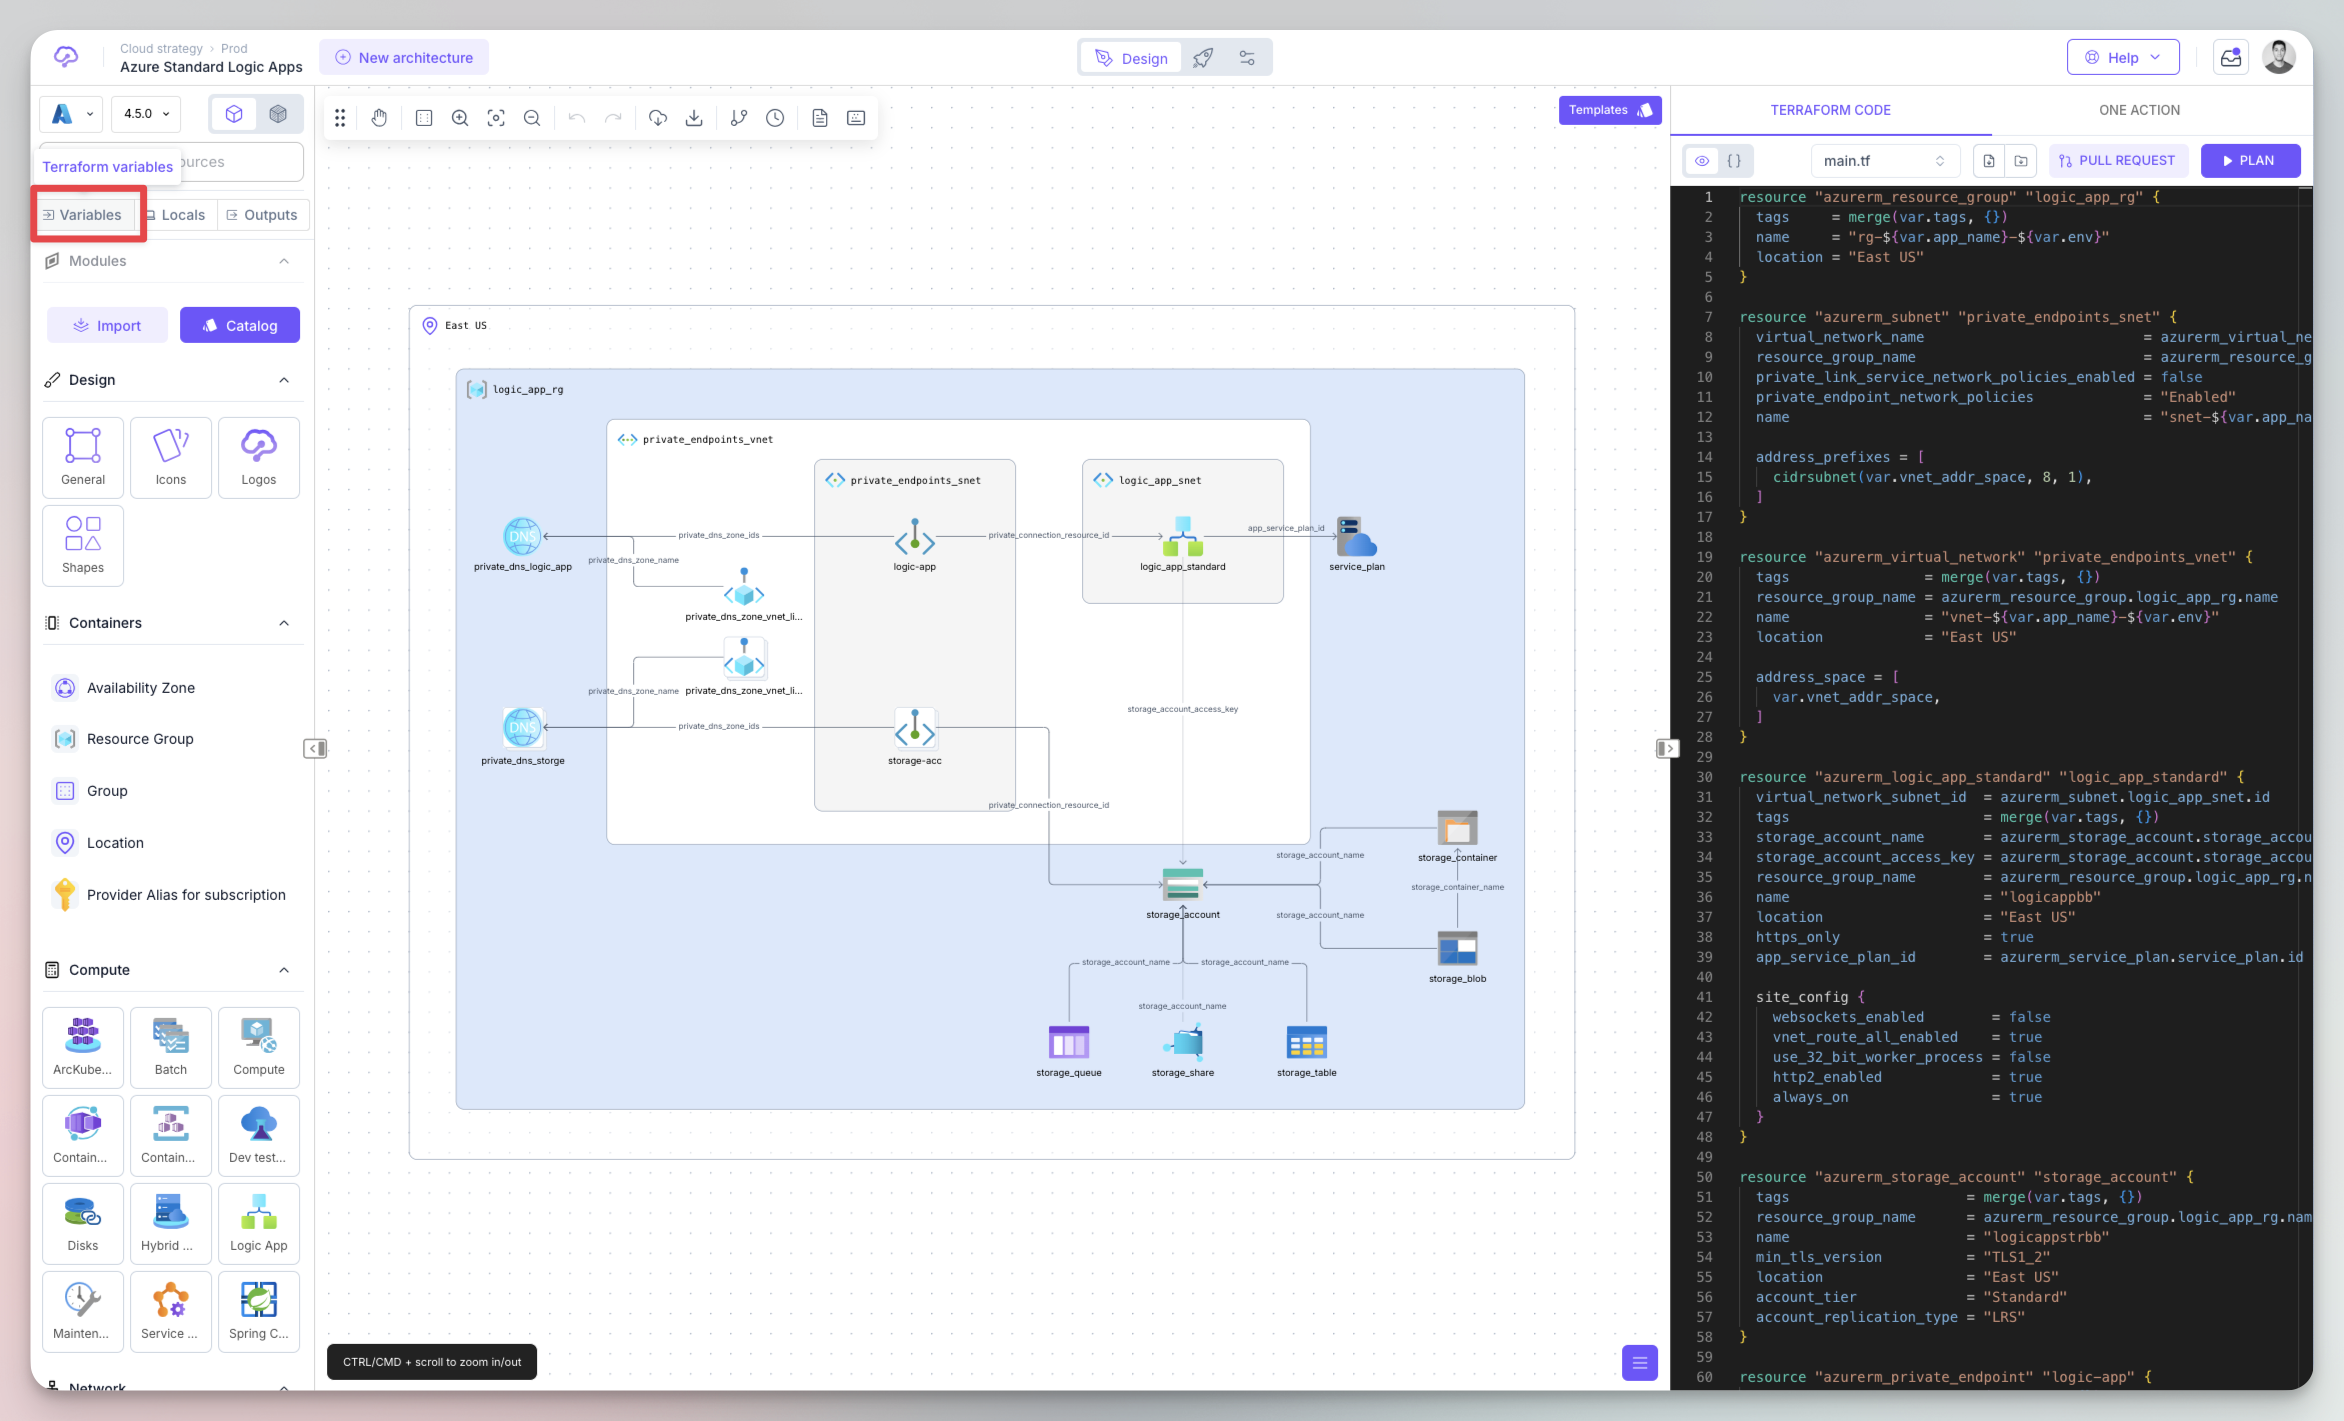 Cloud strategy › Prod
Azure Standard Logic Apps
New architecture
Design
Help
4.5.0
Templates
TERRAFORM CODE
ONE ACTION
Terraform variables
ources
main.tf
PULL REQUEST
PLAN
Variables
Locals
Outputs
Modules
Import
Catalog
Design
General
Icons
Logos
Shapes
Containers
Availability Zone
Resource Group
Group
Location
Provider Alias for subscription
Compute
ArcKube...
Batch
Compute
Contain...
Contain...
Dev test...
Disks
Hybrid ...
Logic App
Mainten...
Service ...
Spring C...
Network
East US
logic_app_rg
private_endpoints_vnet
private_endpoints_snet
logic_app_snet
DNS
private_dns_logic_app
private_dns_zone_ids
private_dns_zone_name
logic-app
private_connection_resource_id
logic_app_standard
app_service_plan_id
service_plan
private_dns_zone_vnet_li...
private_dns_zone_name
private_dns_zone_vnet_li...
DNS
private_dns_storge
private_dns_zone_ids
storage-acc
storage_account_access_key
private_connection_resource_id
storage_account_name
storage_container
storage_container_name
storage_account
storage_account_name
storage_blob
storage_account_name
storage_account_name
storage_account_name
storage_queue
storage_share
storage_table
CTRL/CMD + scroll to zoom in/out
1 resource "azurerm_resource_group" "logic_app_rg" {
2 tags = merge(var.tags, {})
3 name = "rg-${var.app_name}-${var.env}"
4 location = "East US"
5 }
6
7 resource "azurerm_subnet" "private_endpoints_snet" {
8 virtual_network_name = azurerm_virtual_ne
9 resource_group_name = azurerm_resource_g
10 private_link_service_network_policies_enabled = false
11 private_endpoint_network_policies = "Enabled"
12 name = "snet-${var.app_na
13
14 address_prefixes = [
15 cidrsubnet(var.vnet_addr_space, 8, 1),
16 ]
17 }
18
19 resource "azurerm_virtual_network" "private_endpoints_vnet" {
20 tags = merge(var.tags, {})
21 resource_group_name = azurerm_resource_group.logic_app_rg.name
22 name = "vnet-${var.app_name}-${var.env}"
23 location = "East US"
24
25 address_space = [
26 var.vnet_addr_space,
27 ]
28 }
29
30 resource "azurerm_logic_app_standard" "logic_app_standard" {
31 virtual_network_subnet_id = azurerm_subnet.logic_app_snet.id
32 tags = merge(var.tags, {})
33 storage_account_name = azurerm_storage_account.storage_accou
34 storage_account_access_key = azurerm_storage_account.storage_accou
35 resource_group_name = azurerm_resource_group.logic_app_rg.n
36 name = "logicappbb"
37 location = "East US"
38 https_only = true
39 app_service_plan_id = azurerm_service_plan.service_plan.id
40
41 site_config {
42 websockets_enabled = false
43 vnet_route_all_enabled = true
44 use_32_bit_worker_process = false
45 http2_enabled = true
46 always_on = true
47 }
48 }
49
50 resource "azurerm_storage_account" "storage_account" {
51 tags = merge(var.tags, {})
52 resource_group_name = azurerm_resource_group.logic_app_rg.nam
53 name = "logicappstrbb"
54 min_tls_version = "TLS1_2"
55 location = "East US"
56 account_tier = "Standard"
57 account_replication_type = "LRS"
58 }
59
60 resource "azurerm_private_endpoint" "logic-app" {